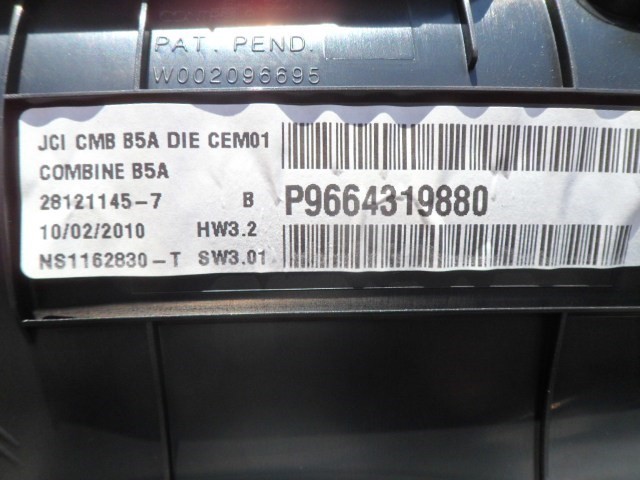 PAT. PEND.
W002096695
JCI CMB B5A DIE CEM01
COMBINE B5A
28121145-7 B P9664319880
10/02/2010 HW3.2
NS1162830-T SW3.01